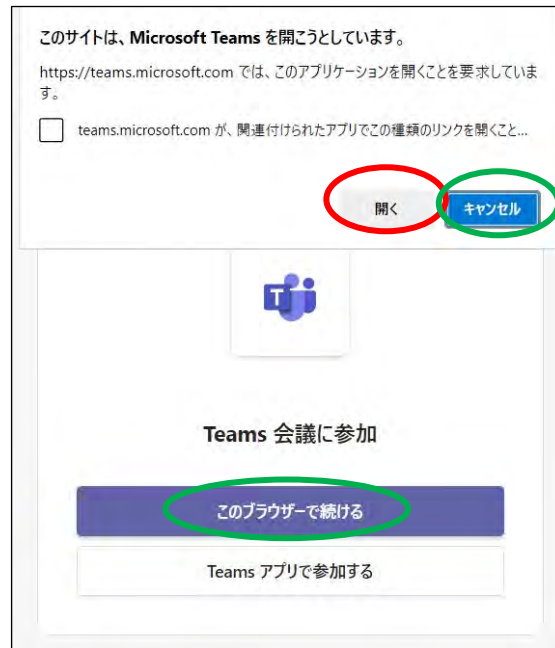 このサイトは、Microsoft Teams を開こうとしています。
https://teams.microsoft.com では、このアプリケーションを開くことを要求していま
す。
teams.microsoft.com が、関連付けられたアプリでこの種類のリンクを開くこと...
開く
キャンセル
T
Teams 会議に参加
このブラウザーで続ける
Teams アプリで参加する